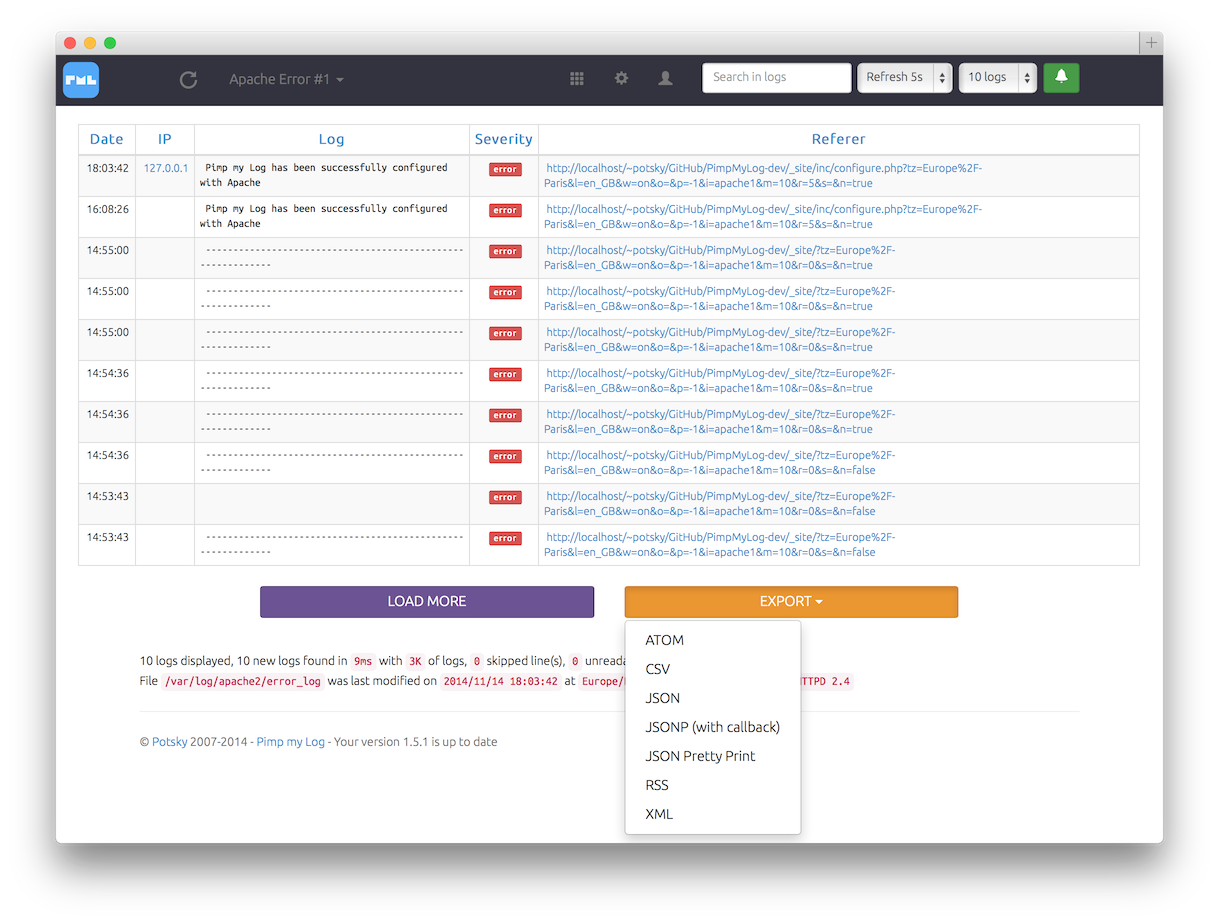 PML Apache Error #1 Search in logs Refresh 5s 10 logs
Date IP Log Severity Referer
18:03:42 127.0.0.1 Pimp my Log has been successfully configured error http://localhost/~potsky/GitHub/PimpMyLog-dev/_site/inc/configure.php?tz=Europe%2F-
with Apache Paris&l=en_GB&w=on&o=&p=-1&i=apache1&m=10&r=5&s=&n=true
16:08:26 Pimp my Log has been successfully configured error http://localhost/~potsky/GitHub/PimpMyLog-dev/_site/inc/configure.php?tz=Europe%2F-
with Apache Paris&l=en_GB&w=on&o=&p=-1&i=apache1&m=10&r=5&s=&n=true
14:55:00 -------------------------------------------- error http://localhost/~potsky/GitHub/PimpMyLog-dev/_site/?tz=Europe%2F-
------------ Paris&l=en_GB&w=on&o=&p=-1&i=apache1&m=10&r=0&s=&n=true
14:55:00 -------------------------------------------- error http://localhost/~potsky/GitHub/PimpMyLog-dev/_site/?tz=Europe%2F-
------------ Paris&l=en_GB&w=on&o=&p=-1&i=apache1&m=10&r=0&s=&n=true
14:55:00 -------------------------------------------- error http://localhost/~potsky/GitHub/PimpMyLog-dev/_site/?tz=Europe%2F-
------------ Paris&l=en_GB&w=on&o=&p=-1&i=apache1&m=10&r=0&s=&n=true
14:54:36 -------------------------------------------- error http://localhost/~potsky/GitHub/PimpMyLog-dev/_site/?tz=Europe%2F-
------------ Paris&l=en_GB&w=on&o=&p=-1&i=apache1&m=10&r=0&s=&n=true
14:54:36 -------------------------------------------- error http://localhost/~potsky/GitHub/PimpMyLog-dev/_site/?tz=Europe%2F-
------------ Paris&l=en_GB&w=on&o=&p=-1&i=apache1&m=10&r=0&s=&n=true
14:54:36 -------------------------------------------- error http://localhost/~potsky/GitHub/PimpMyLog-dev/_site/?tz=Europe%2F-
------------ Paris&l=en_GB&w=on&o=&p=-1&i=apache1&m=10&r=0&s=&n=false
14:53:43 error http://localhost/~potsky/GitHub/PimpMyLog-dev/_site/?tz=Europe%2F-
Paris&l=en_GB&w=on&o=&p=-1&i=apache1&m=10&r=0&s=&n=false
14:53:43 -------------------------------------------- error http://localhost/~potsky/GitHub/PimpMyLog-dev/_site/?tz=Europe%2F-
------------ Paris&l=en_GB&w=on&o=&p=-1&i=apache1&m=10&r=0&s=&n=false
LOAD MORE EXPORT
10 logs displayed, 10 new logs found in 9ms with 3K of logs, 0 skipped line(s), 0 unreada
File /var/log/apache2/error_log was last modified on 2014/11/14 18:03:42 at Europe/ TTPD 2.4
ATOM
CSV
JSON
JSONP (with callback)
JSON Pretty Print
RSS
XML
© Potsky 2007-2014 - Pimp my Log - Your version 1.5.1 is up to date